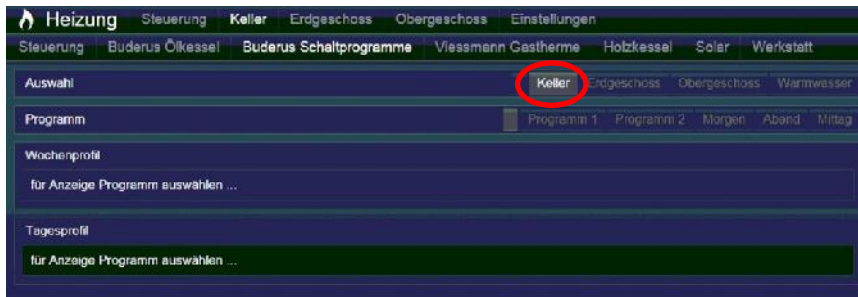 Heizung Steuerung Keller Erdgeschoss Obergeschoss Einstellungen
Steuerung Buderus Ölkessel Buderus Schaltprogramme Viessmann Gastherme Holzkessel Solar Werkstatt
Auswahl Keller Erdgeschoss Obergeschoss Warmwasser
Programm Programm 1 Programm 2 Morgen Abend Mittag
Wochenprofil
für Anzeige Programm auswählen ...
Tagesprofil
für Anzeige Programm auswählen ...